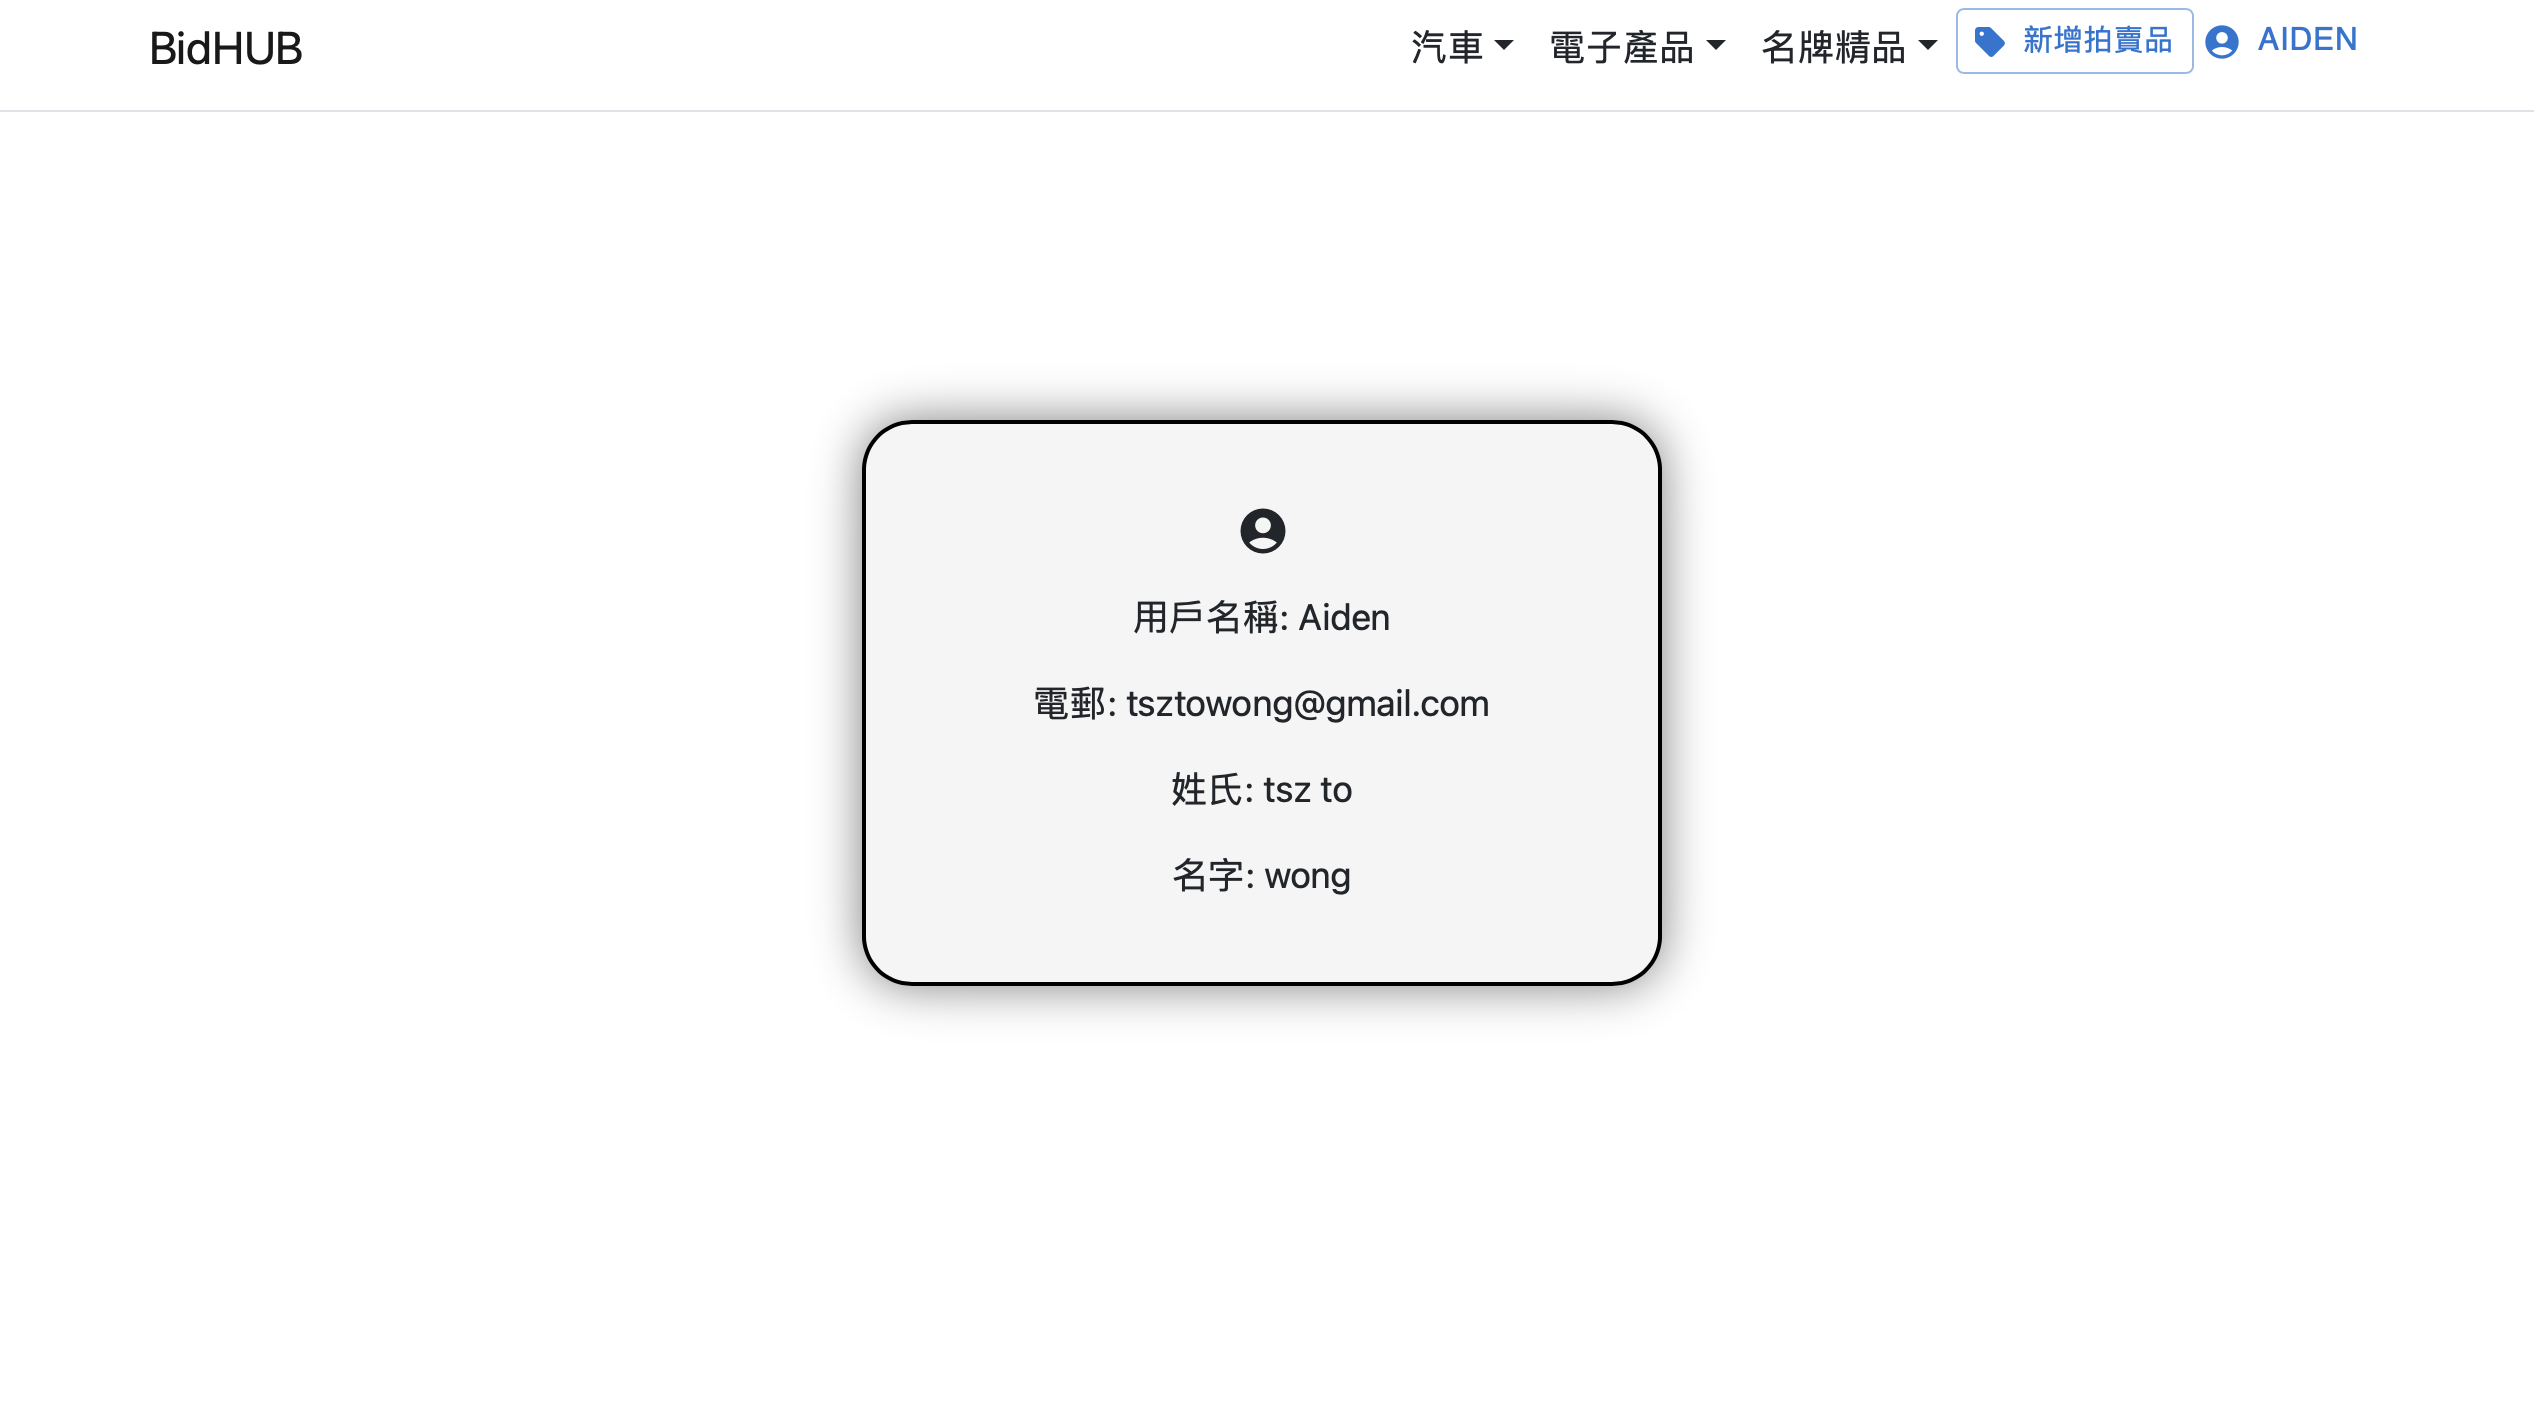 BidHUB
汽車
電子產品
名牌精品
新增拍賣品
AIDEN
用戶名稱: Aiden
電郵: tsztowong@gmail.com
姓氏: tsz to
名字: wong